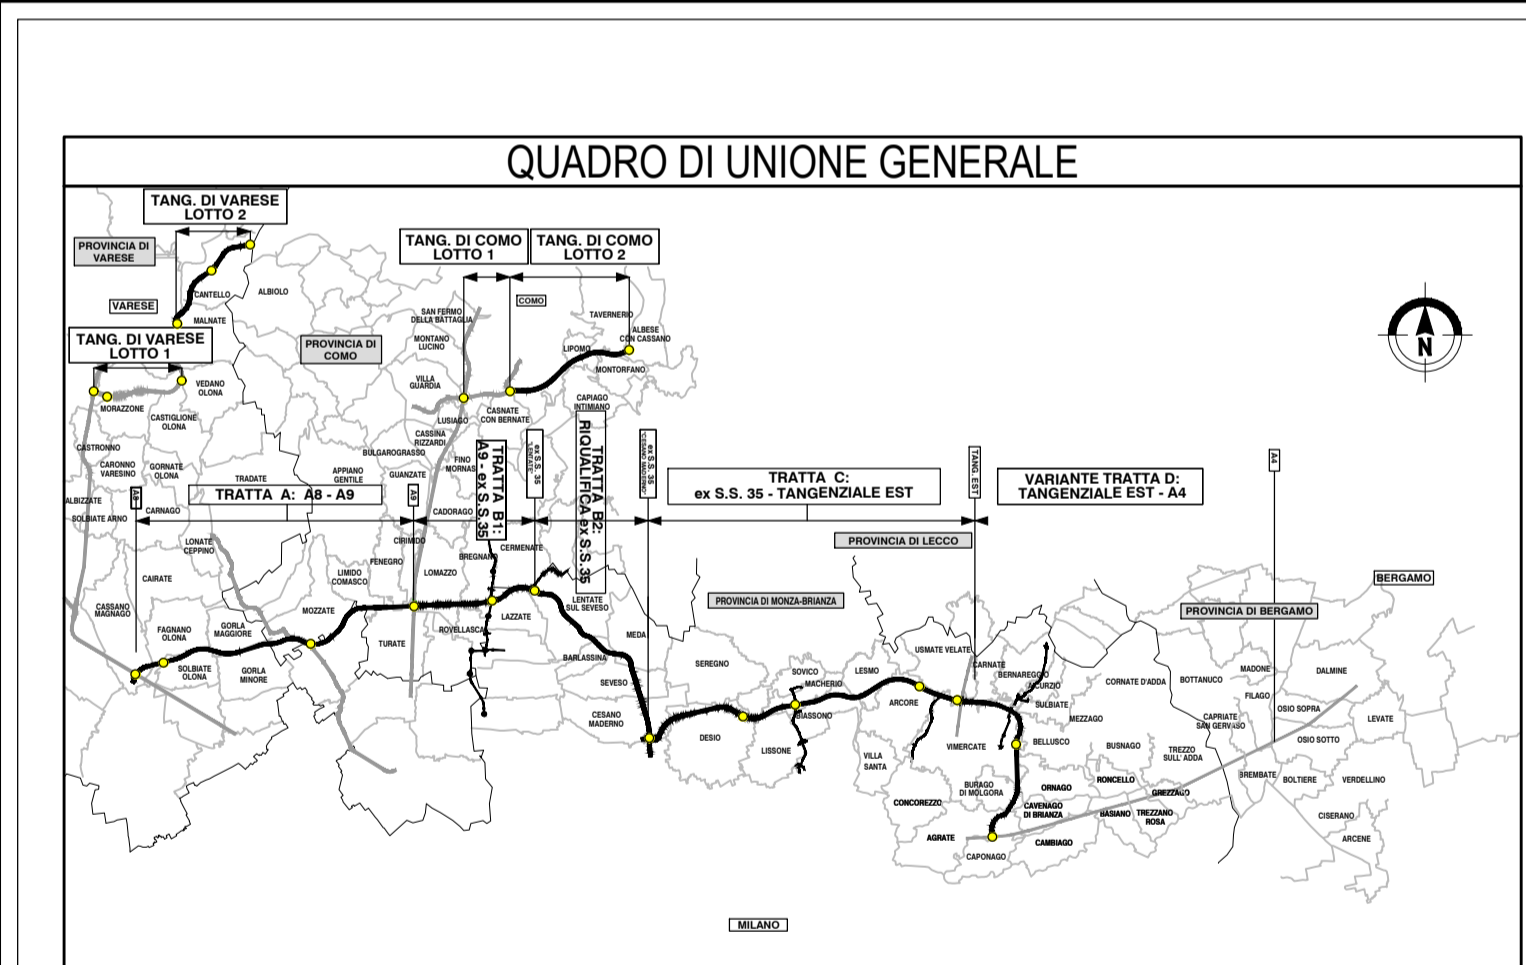 QUADRO DI UNIONE GENERALE
TANG. DI VARESE
LOTTO 2
PROVINCIA DI
VARESE
TANG. DI COMO
LOTTO 1
TANG. DI COMO
LOTTO 2
CANTELLO
ALBIOLO
VARESE
MALNATE
COMO
SAN FERMO
DELLA BATTAGLIA
TAVERNERIO
ALBESE
CON CASSANO
TANG. DI VARESE
LOTTO 1
PROVINCIA DI
COMO
MONTANO
LUCINO
LIPOMO
MONTORFANO
N
VEDANO
OLONA
VILLA
GUARDIA
MORAZZONE
CASTIGLIONE
OLONA
CAPIAGO
INTIMIANO
LUSIAGO
CASNATE
CON BERNATE
CASTRONNO
CASSINA
RIZZARDI
BULGAROGRASSO
CARONNO
VARESINO
GORNATE
OLONA
TRADATE
APPIANO
GENTILE
GUANZATE
FINO
MORNAS
TRATTA B1:
A9 - ex S.S.35
ex S.S. 35
"LENTATE"
TRATTA B2:
RIQUALIFICA ex S.S.35
ex S.S. 35
"CESANO MADERNO"
TRATTA C:
ex S.S. 35 - TANGENZIALE EST
TANG. EST
VARIANTE TRATTA D:
TANGENZIALE EST - A4
A4
ALBIZZATE
A8
TRATTA A: A8 - A9
A9
SOLBIATE ARNO
CARNAGO
CADORAGO
LONATE
CEPPINO
CIRIMIDO
CERMENATE
PROVINCIA DI LECCO
FENEGRO
BREGNANO
CAIRATE
LIMIDO
COMASCO
LOMAZZO
BERGAMO
CASSANO
MAGNAGO
MOZZATE
LAZZATE
LENTATE
SUL SEVESO
PROVINCIA DI MONZA-BRIANZA
PROVINCIA DI BERGAMO
FAGNANO
OLONA
GORLA
MAGGIORE
TURATE
ROVELLASCA
MEDA
SOLBIATE
OLONA
GORLA
MINORE
BARLASSINA
SEREGNO
SEVESO
SOVICO
MACHERIO
LESMO
USMATE VELATE
CARNATE
BERNAREGGIO
AICURZIO
CORNATE D'ADDA
BOTTANUCO
MADONE
DALMINE
FILAGO
CESANO
MADERNO
BIASSONO
ARCORE
SULBIATE
MEZZAGO
CAPRIATE
SAN GERVASO
OSIO SOPRA
LEVATE
DESIO
LISSONE
VILLA
SANTA
VIMERCATE
BELLUSCO
BUSNAGO
TREZZO
SULL' ADDA
OSIO SOTTO
BURAGO
DI MOLGORA
ORNAGO
RONCELLO
GREZZAGO
BREMBATE
BOLTIERE
VERDELLINO
CONCOREZZO
CAVENAGO
DI BRIANZA
BASIANO
TREZZANO
ROSA
CISERANO
AGRATE
CAPONAGO
CAMBIAGO
ARCENE
MILANO